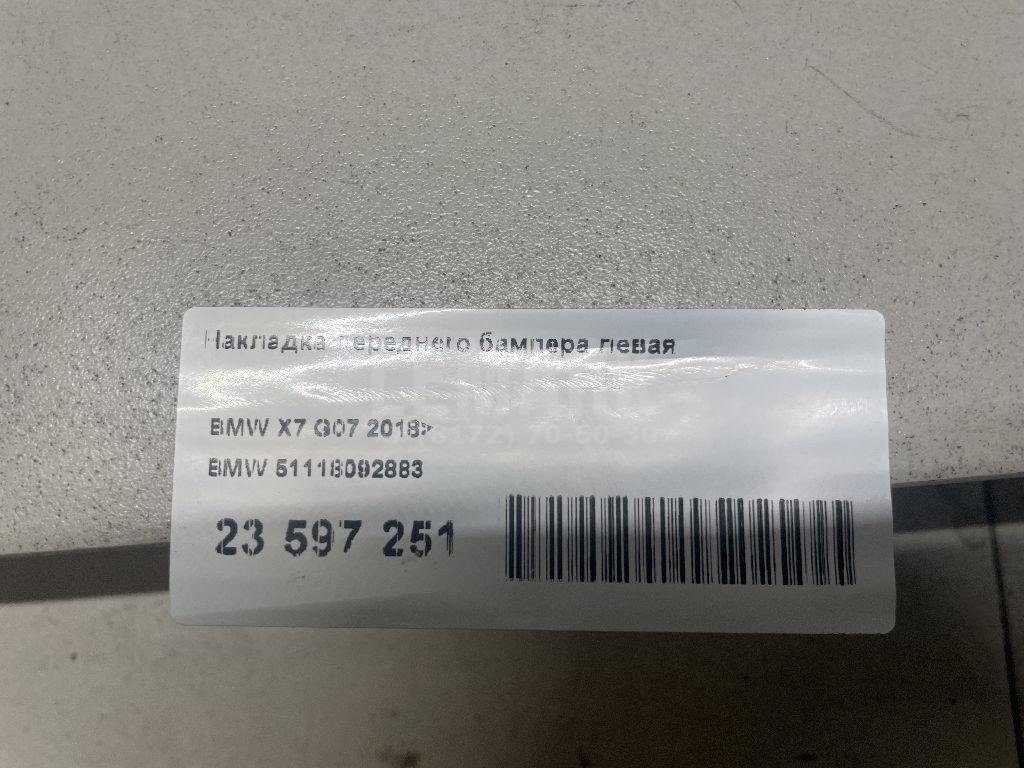 Накладка переднего бампера левая
BMW X7 G07 2018>
BMW 51118092883
23 597 251